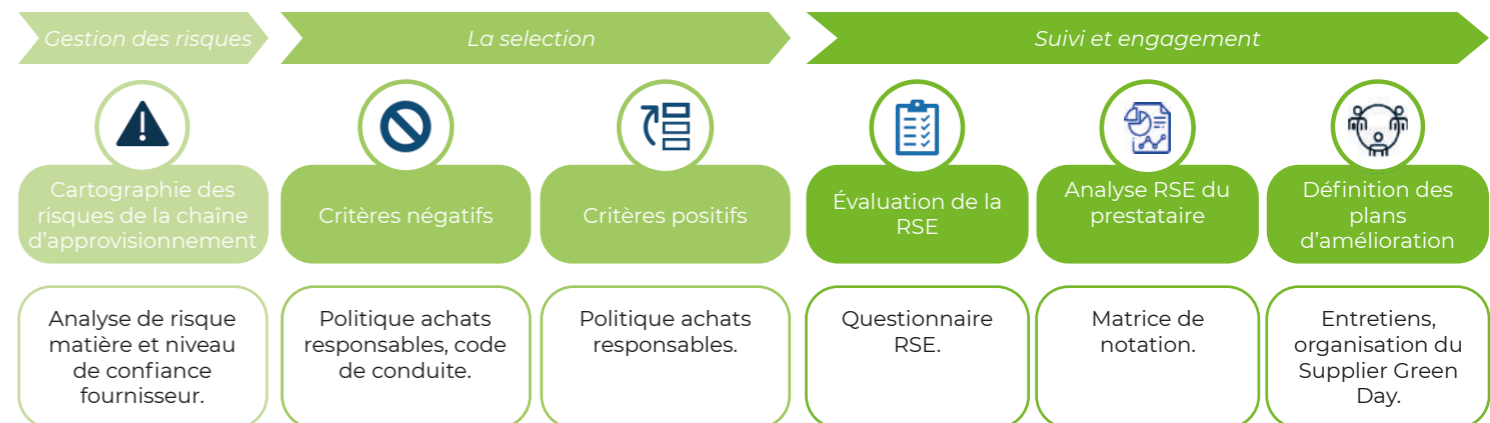 Gestion des risques
La selection
Suivi et engagement
Cartographie des
risques de la chaîne
d'approvisionnement
Critères négatifs
Critères positifs
Évaluation de la
RSE
Analyse RSE du
prestataire
Définition des
plans
d'amélioration
Analyse de risque
matière et niveau
de confiance
fournisseur.
Politique achats
responsables, code
de conduite.
Politique achats
responsables.
Questionnaire
RSE.
Matrice de
notation.
Entretiens,
organisation du
Supplier Green
Day.